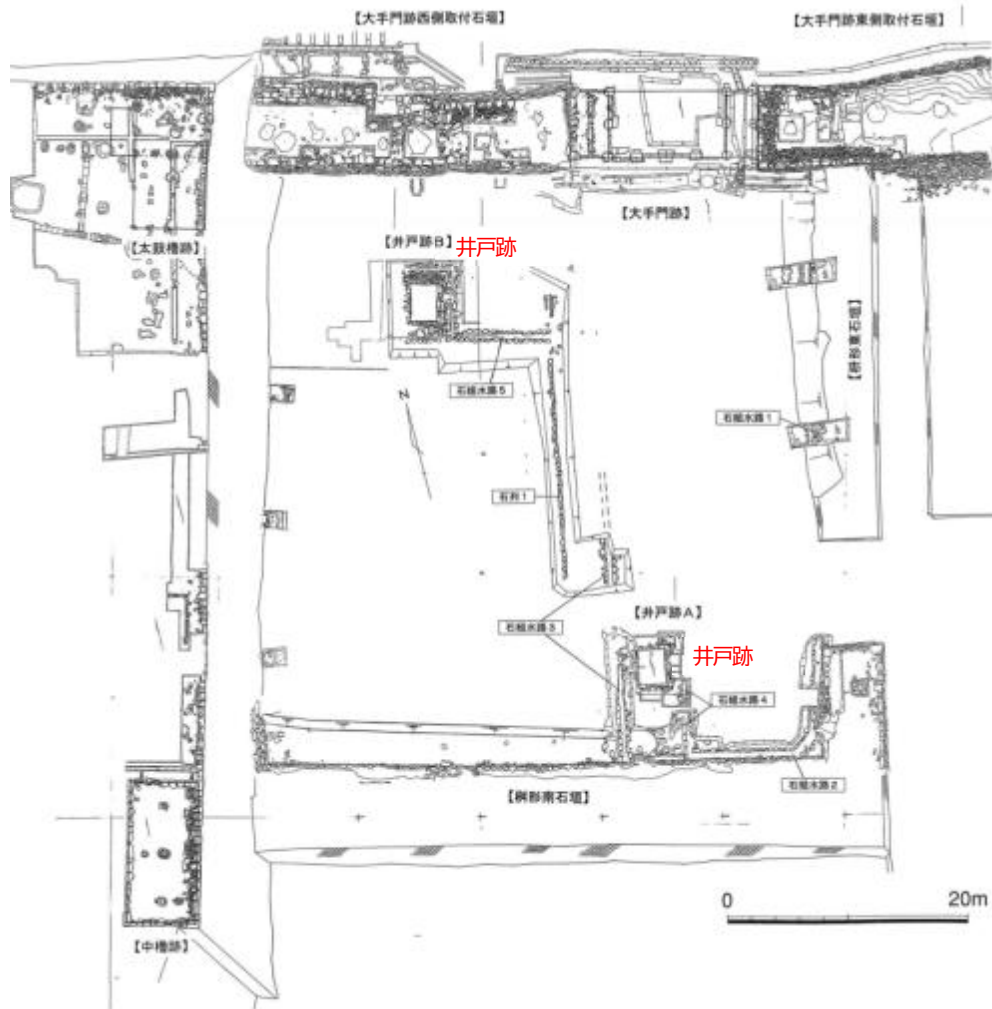 【大手門跡西側取付石垣】
【大手門跡東側取付石垣】
【大手門跡】
【太鼓櫓跡】
【井戸跡B】
井戸跡
【枡形東石垣】
石組水路5
N
石組水路1
石列1
【井戸跡A】
石組水路3
井戸跡
石組水路4
石組水路2
【桝形南石垣】
0 20m
【中櫓跡】